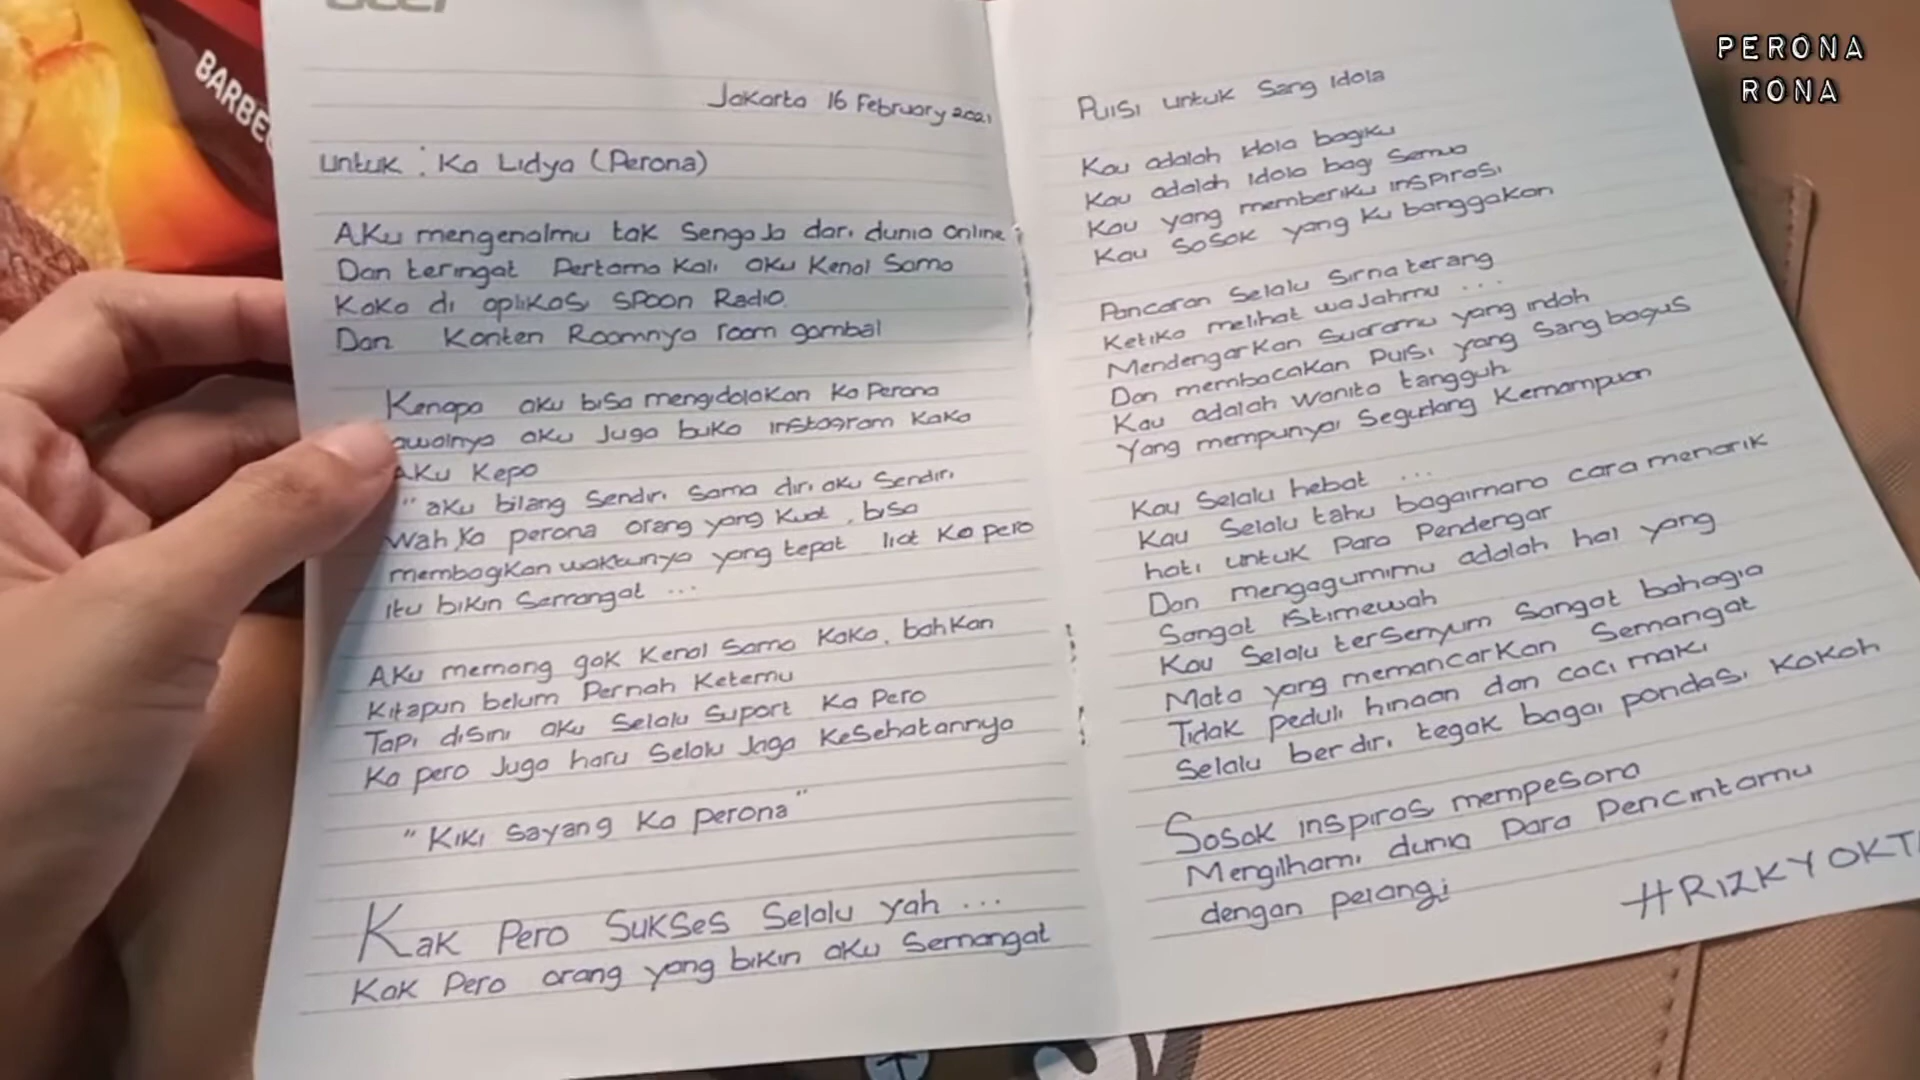 acer
BARBE
PERONA
RONA
Jakarta 16 February 2021
untuk : Ka Lidya (Perona)
AKu mengenalmu tak Sengaja dari dunia Online
Dan teringat Pertama Kali aku Kenal Sama
Kaka di aplikasi SPoon Radio
Dan Konten Roomnya room gambal
Kenapa aku bisa mengidolakan Ka Perona
awalnya aku Juga buka instagram Kaka
AKu Kepo
"aku bilang Sendiri Sama diri aku Sendiri
Wah Ka perona orang yang Kuat, bisa
membagikan waktunya yang tepat liat Ka pero
itu bikin Semangat ...
AKu memang gak Kenal Sama Kaka, bahkan
Kitapun belum Pernah Ketemu
Tapi disini aku Selalu Suport Ka Pero
Ka pero Juga haru Selalu Jaga Kesehatannya
"Kiki Sayang Ka perona"
Kak Pero Sukses Selalu yah ...
Kak Pero orang yang bikin aku Semangat
Puisi untuk Sang Idola
Kau adalah Idola bagiku
Kau adalah Idola bagi Semua
Kau yang memberiku inspirasi
Kau Sosok yang Ku banggakan
Pancaran Selalu Sirna terang
Ketika melihat wajahmu ...
Mendengarkan Suaramu yang indah
Dan membacakan Puisi yang Sang bagus
Kau adalah Wanita tangguh
Yang mempunyai Segudang Kemampuan
Kau Selalu hebat ...
Kau Selalu tahu bagaimana cara menarik
hati untuk Para Pendengar
Dan mengagumimu adalah hal yang
Sangat istimewah
Kau Selalu tersenyum Sangat bahagia
Mata yang memancarkan Semangat
Tidak peduli hinaan dan caci maki
Selalu berdiri tegak bagai pondasi Kokoh
Sosok inspirasi mempesona
Mengilhami dunia Para Pencintamu
dengan pelangi
#RIZKYOKTA